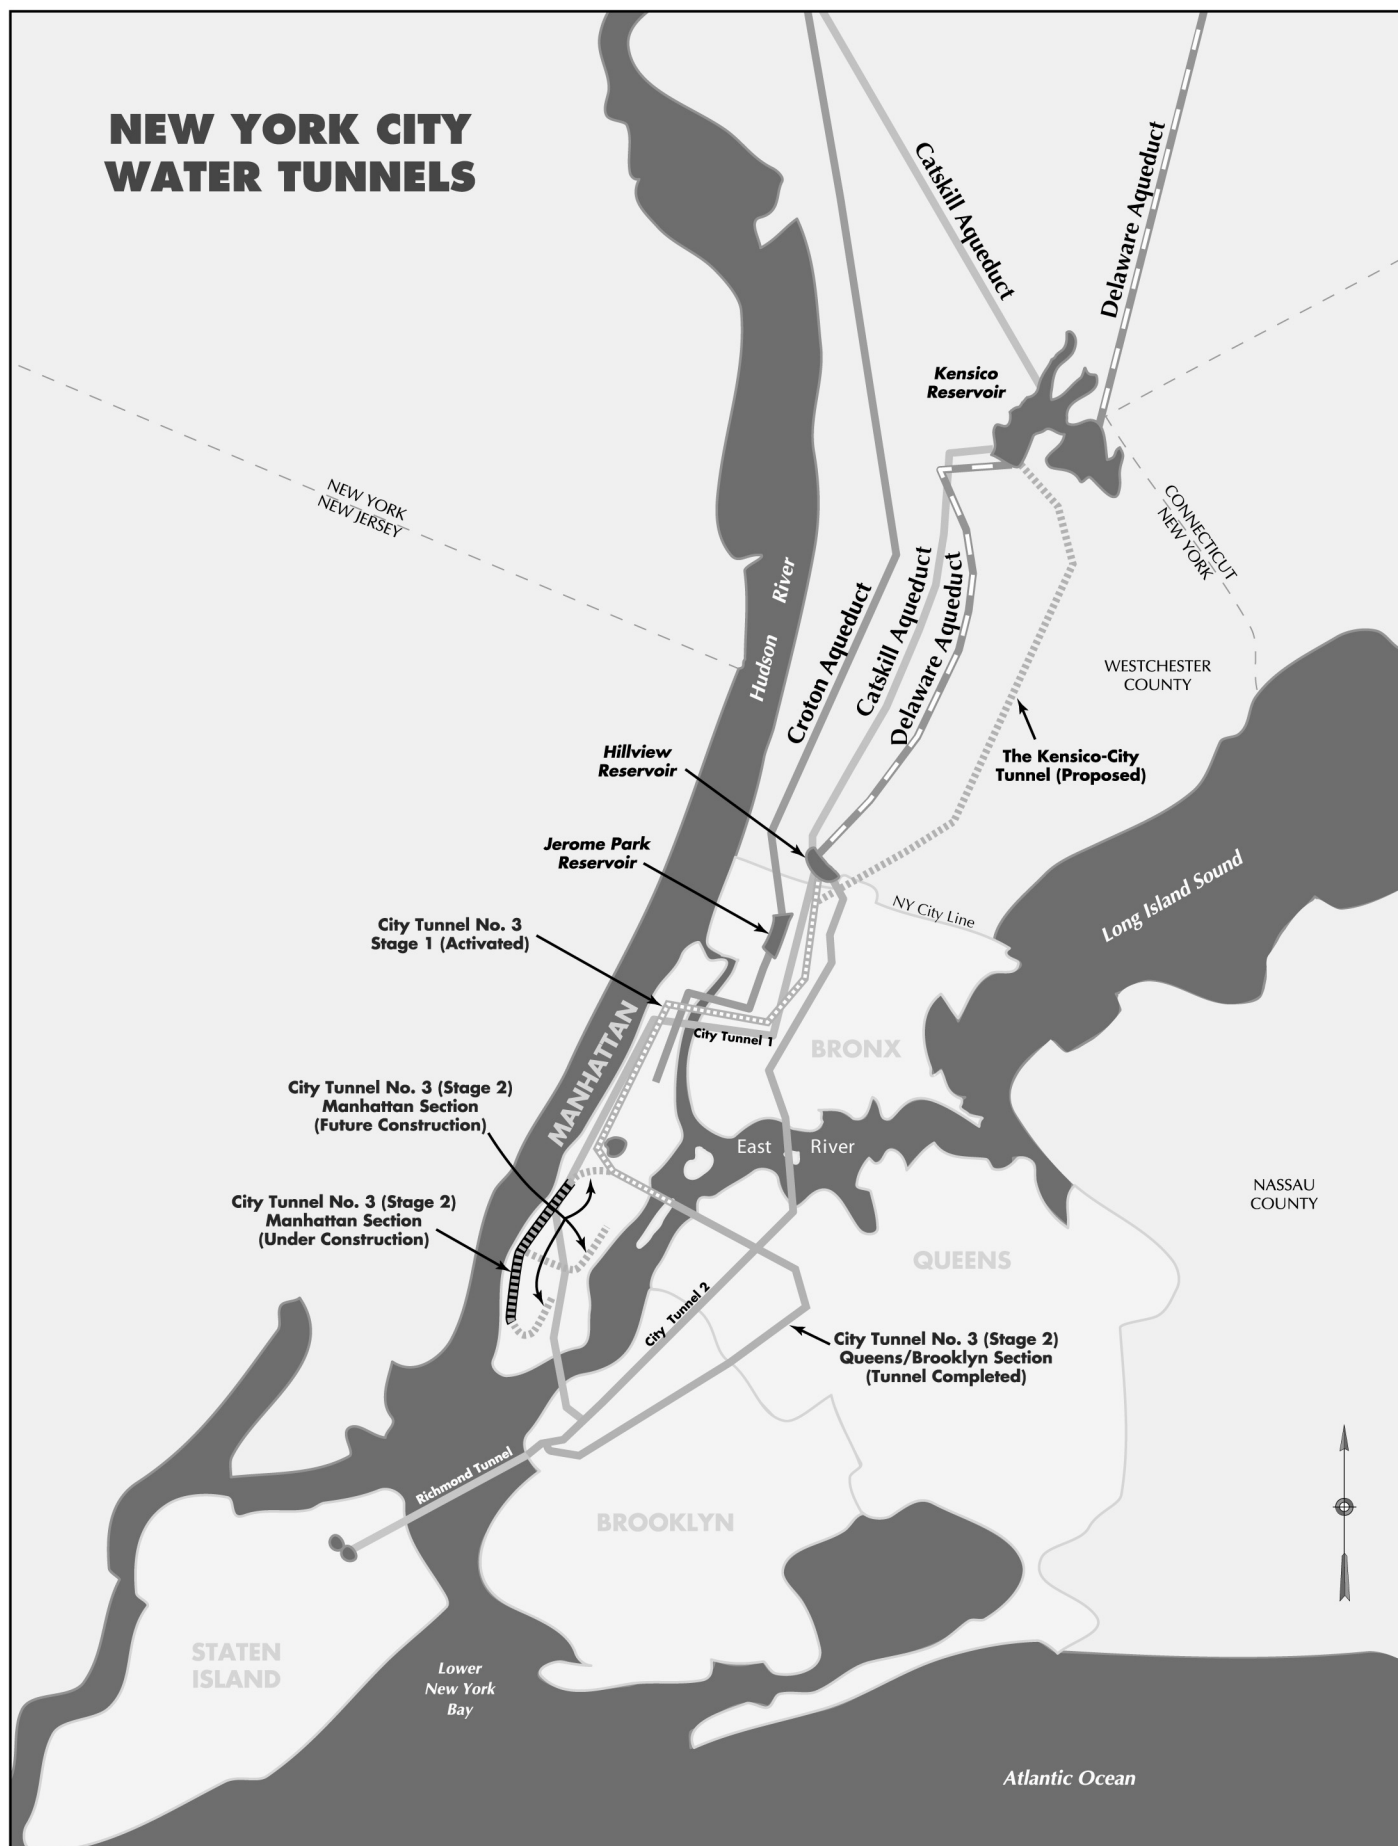 NEW YORK CITY
WATER TUNNELS
Catskill Aqueduct
Delaware Aqueduct
Kensico
Reservoir
NEW YORK
NEW JERSEY
CONNECTICUT
NEW YORK
Hudson River
Croton Aqueduct
Catskill Aqueduct
Delaware Aqueduct
WESTCHESTER
COUNTY
The Kensico-City
Tunnel (Proposed)
Hillview
Reservoir
Jerome Park
Reservoir
Long Island Sound
NY City Line
City Tunnel No. 3
Stage 1 (Activated)
MANHATTAN
City Tunnel 1
BRONX
City Tunnel No. 3 (Stage 2)
Manhattan Section
(Future Construction)
East River
City Tunnel No. 3 (Stage 2)
Manhattan Section
(Under Construction)
NASSAU
COUNTY
QUEENS
City Tunnel 2
City Tunnel No. 3 (Stage 2)
Queens/Brooklyn Section
(Tunnel Completed)
Richmond Tunnel
BROOKLYN
STATEN
ISLAND
Lower
New York
Bay
Atlantic Ocean